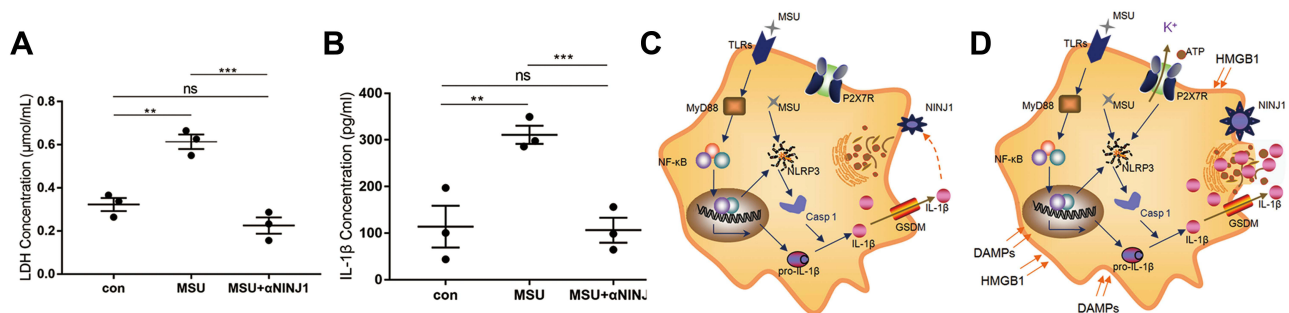 A
LDH Concentration (μmol/mL)
0.8
0.6
0.4
0.2
0.0
***
ns
**
con
MSU
MSU+αNINJ1
B
IL-1β Concentration (pg/ml)
400
300
200
100
0
***
ns
**
con
MSU
MSU+αNINJ
C
MSU
TLRs
P2X7R
MyD88
MSU
NINJ1
NF-κB
NLRP3
Casp 1
IL-1β
GSDM
IL-1β
pro-IL-1β
D
MSU
K+
TLRs
ATP
HMGB1
P2X7R
MyD88
MSU
NINJ1
NF-κB
NLRP3
Casp 1
IL-1β
GSDM
IL-1β
DAMPs
pro-IL-1β
HMGB1
DAMPs